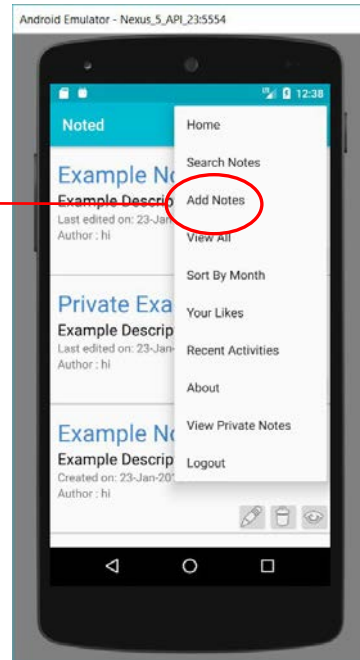 Android Emulator - Nexus_5_API_23:5554
12:38
Noted
Home
Search Notes
Add Notes
View All
Sort By Month
Your Likes
Recent Activities
About
View Private Notes
Logout
Example No
Example Descrip
Last edited on: 23-Jan
Author : hi
Private Exa
Example Descrip
Last edited on: 23-Jan-
Author : hi
Example No
Example Descrip
Created on: 23-Jan-20
Author : hi